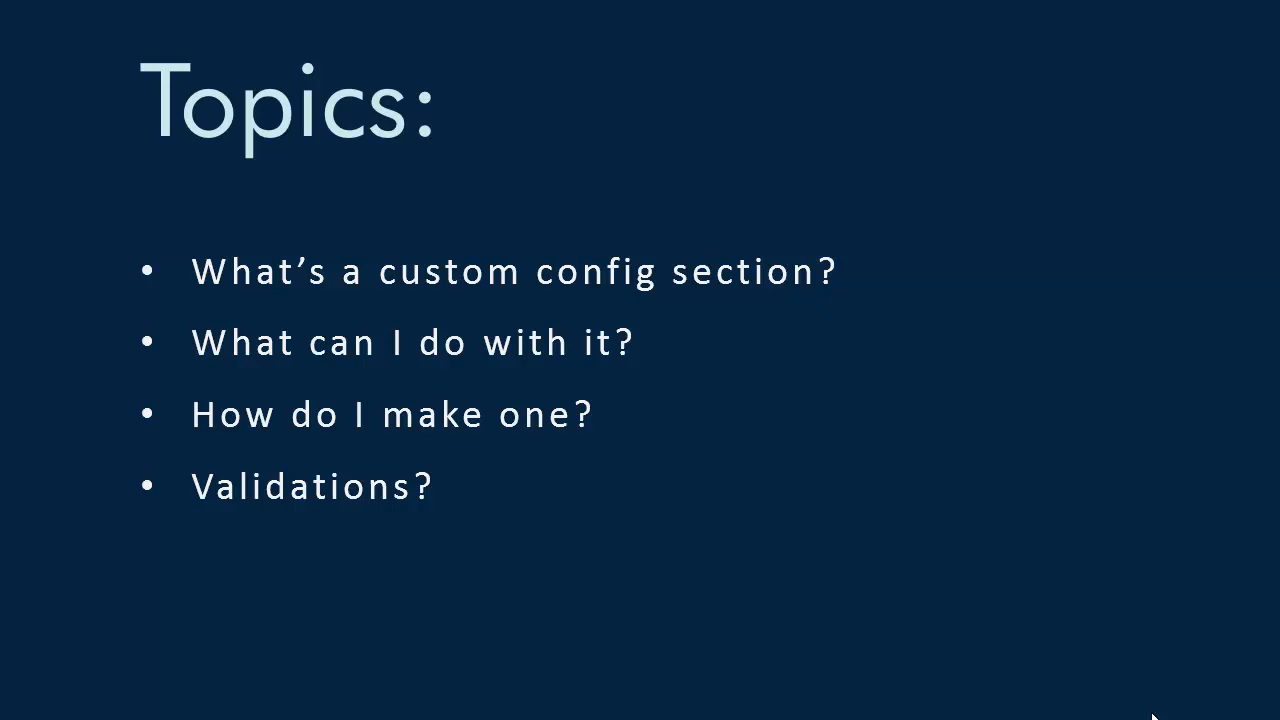 Topics:
• What’s a custom config section?
• What can I do with it?
• How do I make one?
• Validations?